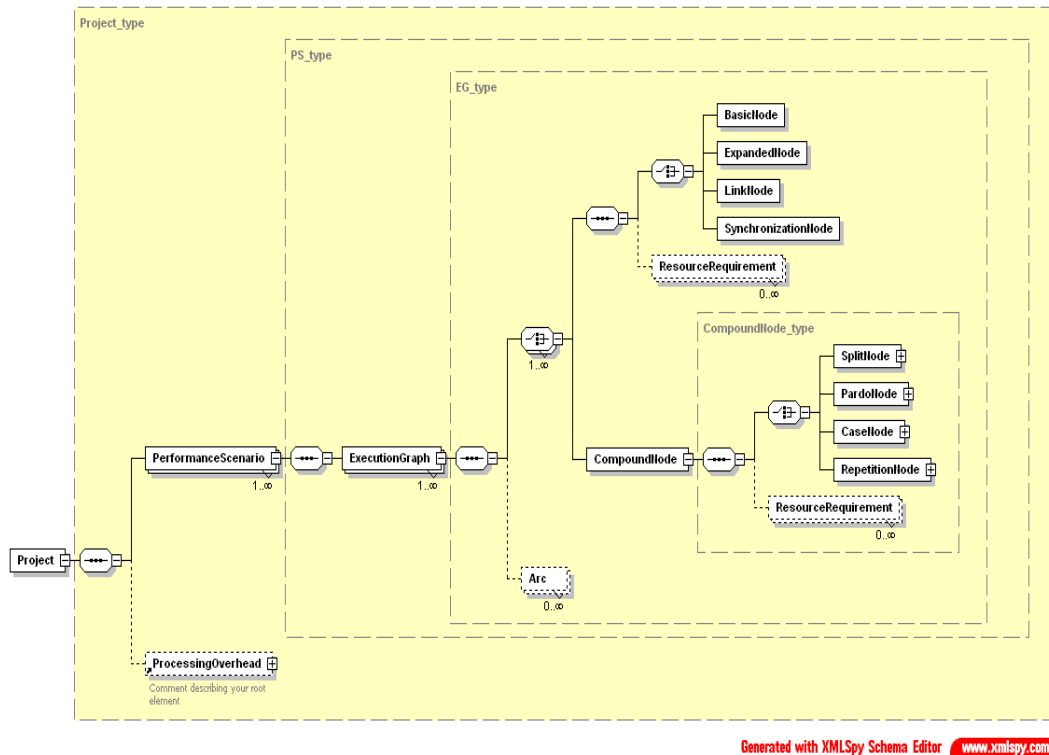 Project_type
PS_type
EG_type
BasicNode
ExpandedNode
LinkNode
SynchronizationNode
ResourceRequirement
0..∞
CompoundNode_type
1..∞
SplitNode
PardoNode
CaseNode
RepetitionNode
PerformanceScenario
1..∞
ExecutionGraph
1..∞
CompoundNode
ResourceRequirement
0..∞
Project
Arc
0..∞
ProcessingOverhead
Comment describing your root
element
Generated with XMLSpy Schema Editor www.xmlspy.com